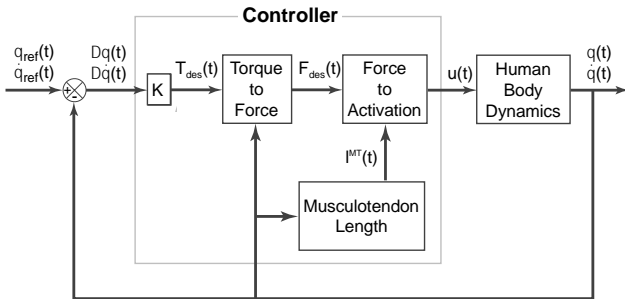 Controller
q_ref(t)
q̇_ref(t)
+
-
Dq(t)
Dq̇(t)
K
T_des(t)
Torque
to
Force
F_des(t)
Force
to
Activation
u(t)
Human
Body
Dynamics
q(t)
q̇(t)
l^MT(t)
Musculotendon
Length